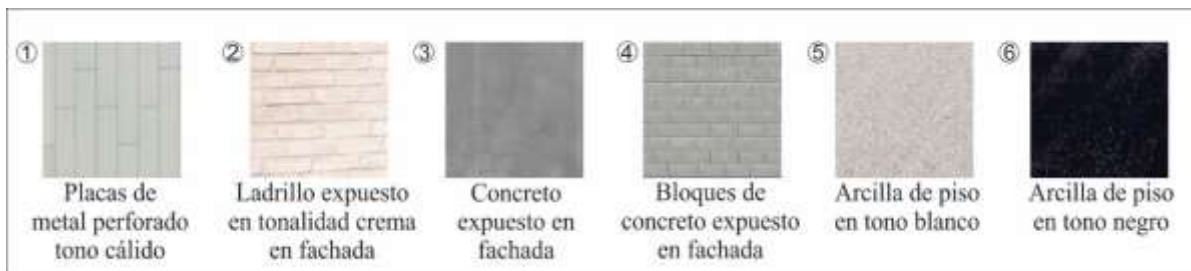 ①
Placas de
metal perforado
tono cálido
②
Ladrillo expuesto
en tonalidad crema
en fachada
③
Concreto
expuesto en
fachada
④
Bloques de
concreto expuesto
en fachada
⑤
Arcilla de piso
en tono blanco
⑥
Arcilla de piso
en tono negro